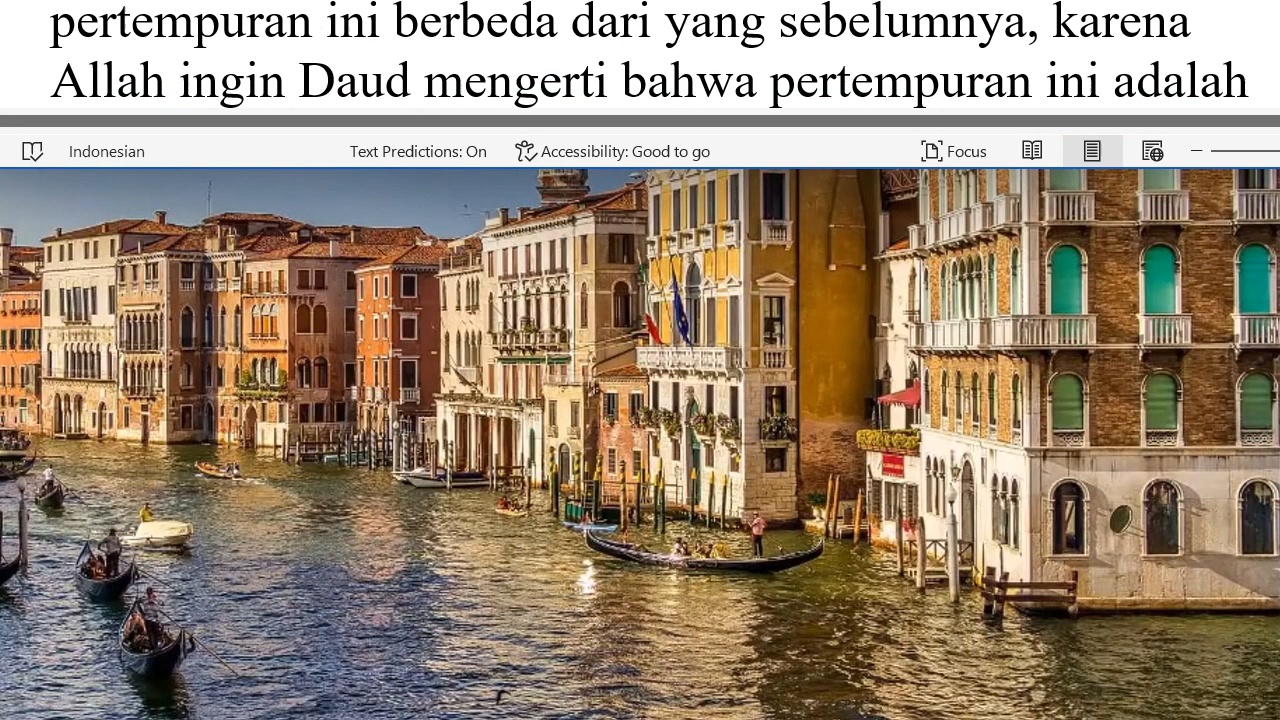 pertempuran ini berbeda dari yang sebelumnya, karena
Allah ingin Daud mengerti bahwa pertempuran ini adalah
Indonesian Text Predictions: On Accessibility: Good to go Focus